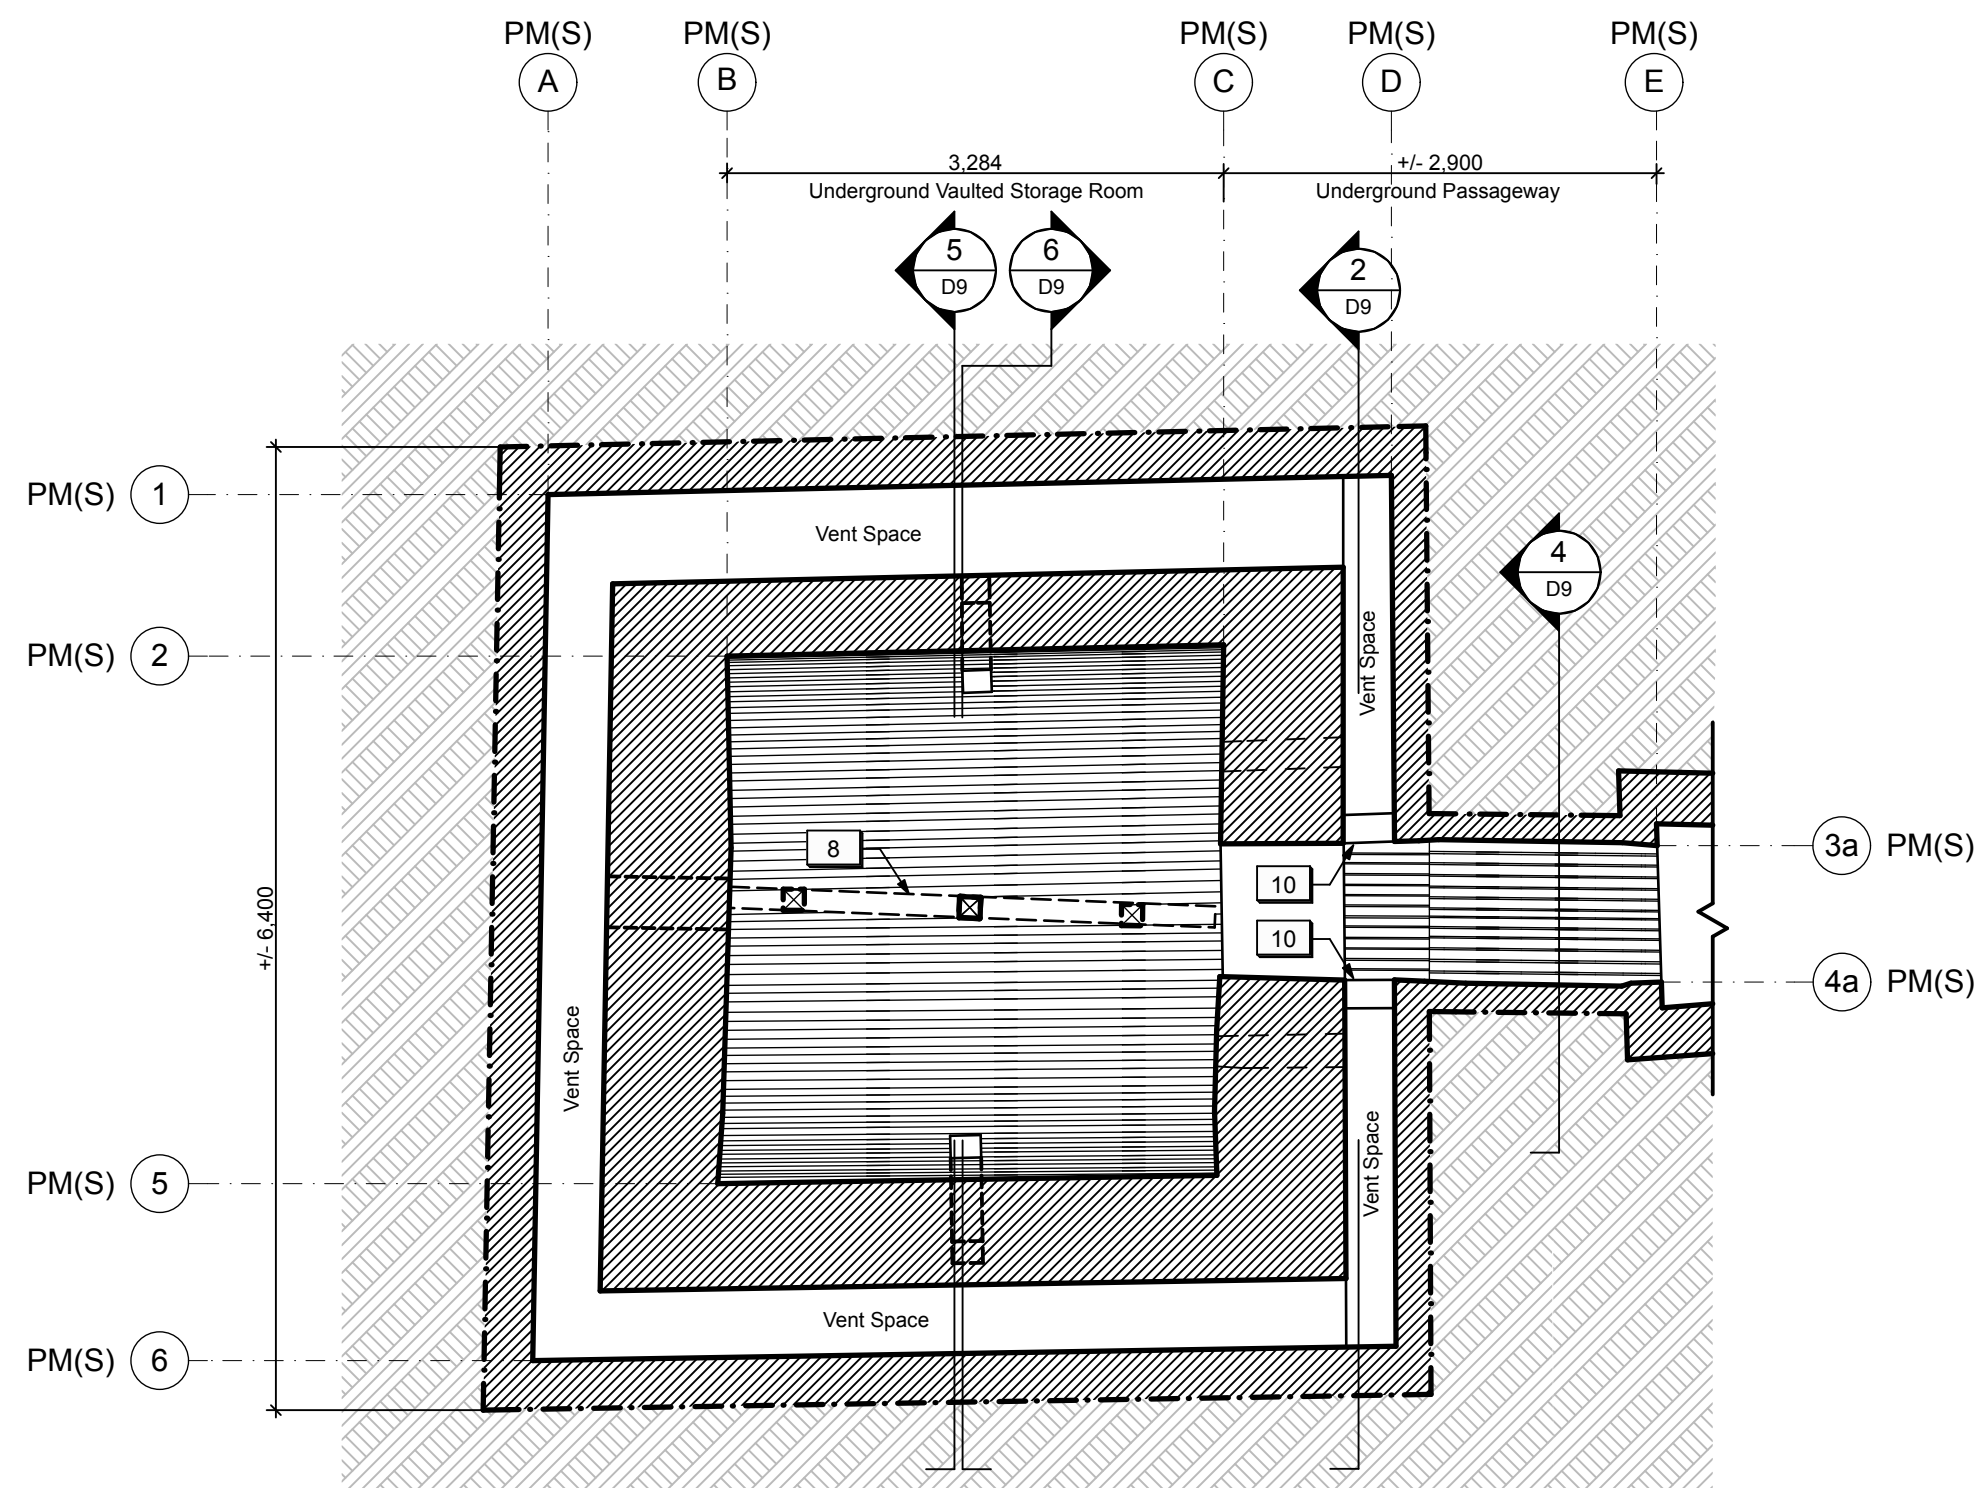 PM(S) PM(S) PM(S) PM(S) PM(S)
A B C D E
3,284 +/- 2,900
Underground Vaulted Storage Room Underground Passageway
5 6 2
D9 D9 D9
PM(S) 1
Vent Space
4
D9
Vent Space
PM(S) 2
8
3a PM(S)
10
+/- 6,400
10
4a PM(S)
Vent Space
Vent Space
PM(S) 5
Vent Space
PM(S) 6